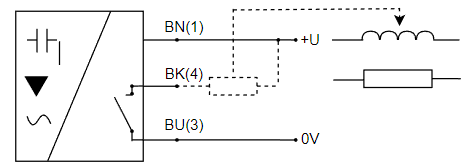 BN(1)
+U
BK(4)
BU(3)
0V